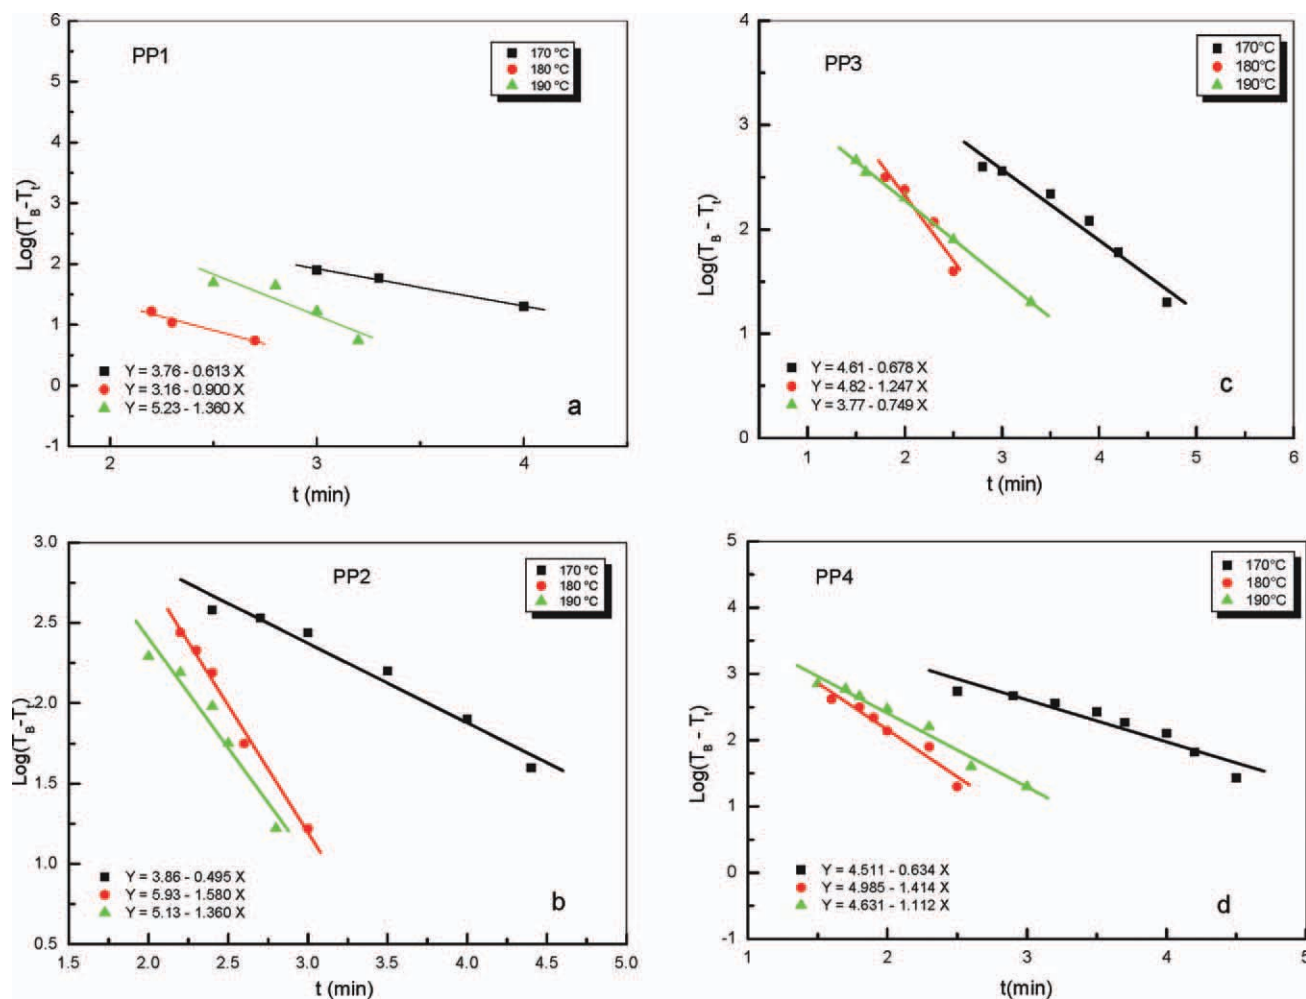 PP1
170 °C
180 °C
190 °C
6
5
4
3
2
1
0
-1
Log(T_B-T_t)
Y = 3.76 - 0.613 X
Y = 3.16 - 0.900 X
Y = 5.23 - 1.360 X
a
2
3
4
t (min)
PP3
170°C
180°C
190°C
4
3
2
1
0
Log(T_B - T_t)
Y = 4.61 - 0.678 X
Y = 4.82 - 1.247 X
Y = 3.77 - 0.749 X
c
1
2
3
4
5
6
t (min)
PP2
170 °C
180 °C
190 °C
3.0
2.5
2.0
1.5
1.0
0.5
Log(T_B-T_t)
Y = 3.86 - 0.495 X
Y = 5.93 - 1.580 X
Y = 5.13 - 1.360 X
b
1.5
2.0
2.5
3.0
3.5
4.0
4.5
5.0
t (min)
PP4
170°C
180°C
190°C
5
4
3
2
1
0
-1
Log(T_B - T_t)
Y = 4.511 - 0.634 X
Y = 4.985 - 1.414 X
Y = 4.631 - 1.112 X
d
1
2
3
4
5
t(min)